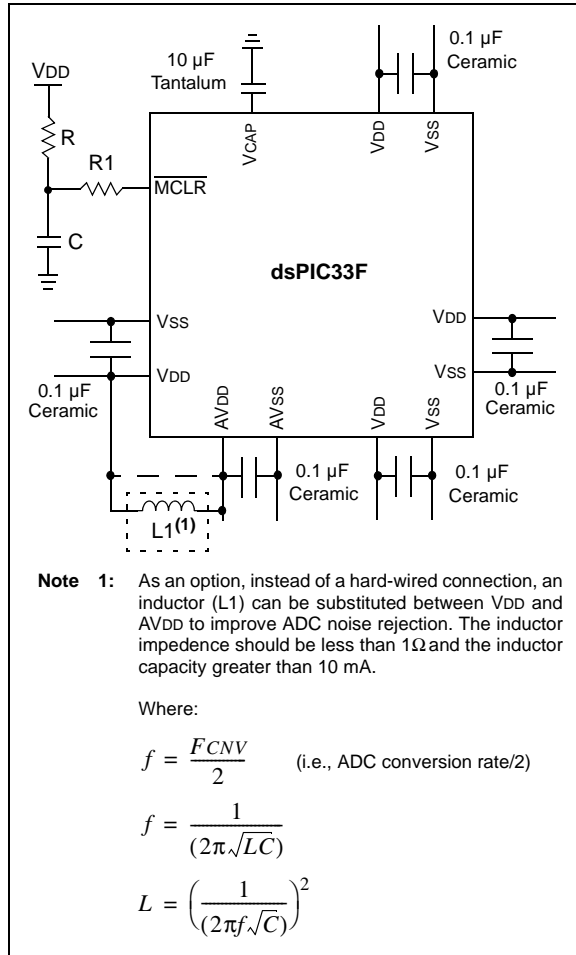 10 µF
Tantalum
0.1 µF
Ceramic
VDD
R
R1
C
VCAP
VDD
VSS
MCLR
dsPIC33F
VSS
VDD
VDD
VSS
0.1 µF
Ceramic
0.1 µF
Ceramic
AVDD
AVSS
VDD
VSS
0.1 µF
Ceramic
0.1 µF
Ceramic
L1(1)
Note 1: As an option, instead of a hard-wired connection, an
inductor (L1) can be substituted between VDD and
AVDD to improve ADC noise rejection. The inductor
impedence should be less than 1Ω and the inductor
capacity greater than 10 mA.
Where:
f = FCNV / 2 (i.e., ADC conversion rate/2)
f = 1 / (2π√LC)
L = (1 / (2πf√C))²